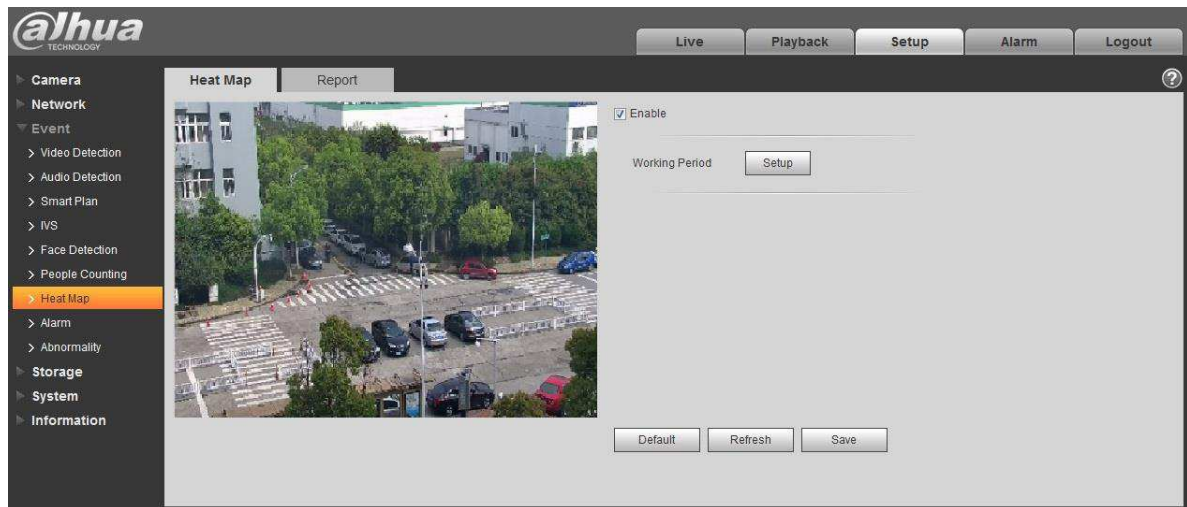 alhua
TECHNOLOGY
Live Playback Setup Alarm Logout
Camera
Network
Event
> Video Detection
> Audio Detection
> Smart Plan
> IVS
> Face Detection
> People Counting
> Heat Map
> Alarm
> Abnormality
Storage
System
Information
Heat Map Report
?
Enable
Working Period Setup
Default Refresh Save